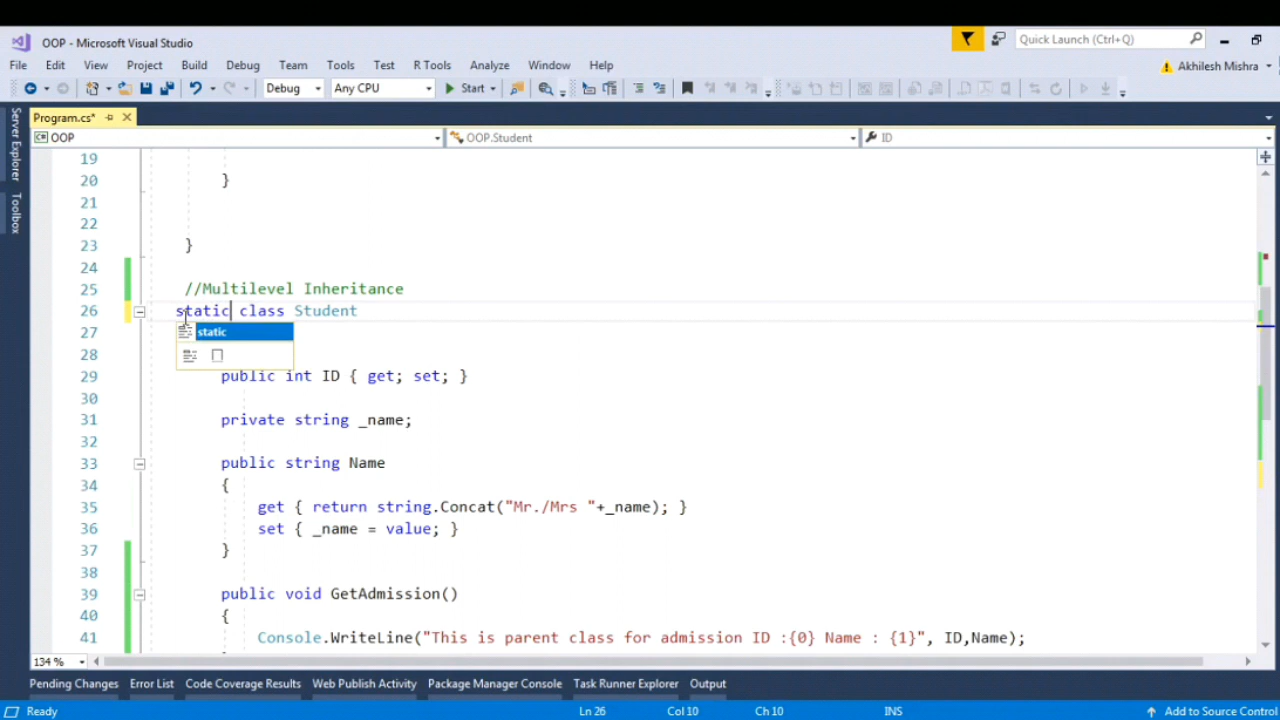 OOP - Microsoft Visual Studio
Quick Launch (Ctrl+Q)
File Edit View Project Build Debug Team Tools Test R Tools Analyze Window Help
Akhilesh Mishra
Debug Any CPU Start
Program.cs*
OOP OOP.Student ID
Server Explorer
Toolbox
19
20 }
21
22
23 }
24
25 //Multilevel Inheritance
26 static class Student
27 static
28
29 public int ID { get; set; }
30
31 private string _name;
32
33 public string Name
34 {
35 get { return string.Concat("Mr./Mrs "+_name); }
36 set { _name = value; }
37 }
38
39 public void GetAdmission()
40 {
41 Console.WriteLine("This is parent class for admission ID :{0} Name : {1}", ID,Name);
134 %
Pending Changes Error List Code Coverage Results Web Publish Activity Package Manager Console Task Runner Explorer Output
Ready Ln 26 Col 10 Ch 10 INS Add to Source Control